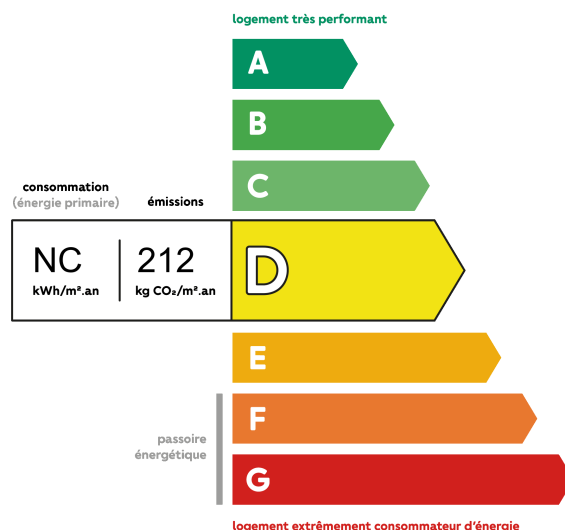 logement très performant
A
B
C
consommation
(énergie primaire)
émissions
NC
212
kWh/m².an
kg CO₂/m².an
D
E
F
passoire
énergétique
G
logement extrêmement consommateur d'énergie